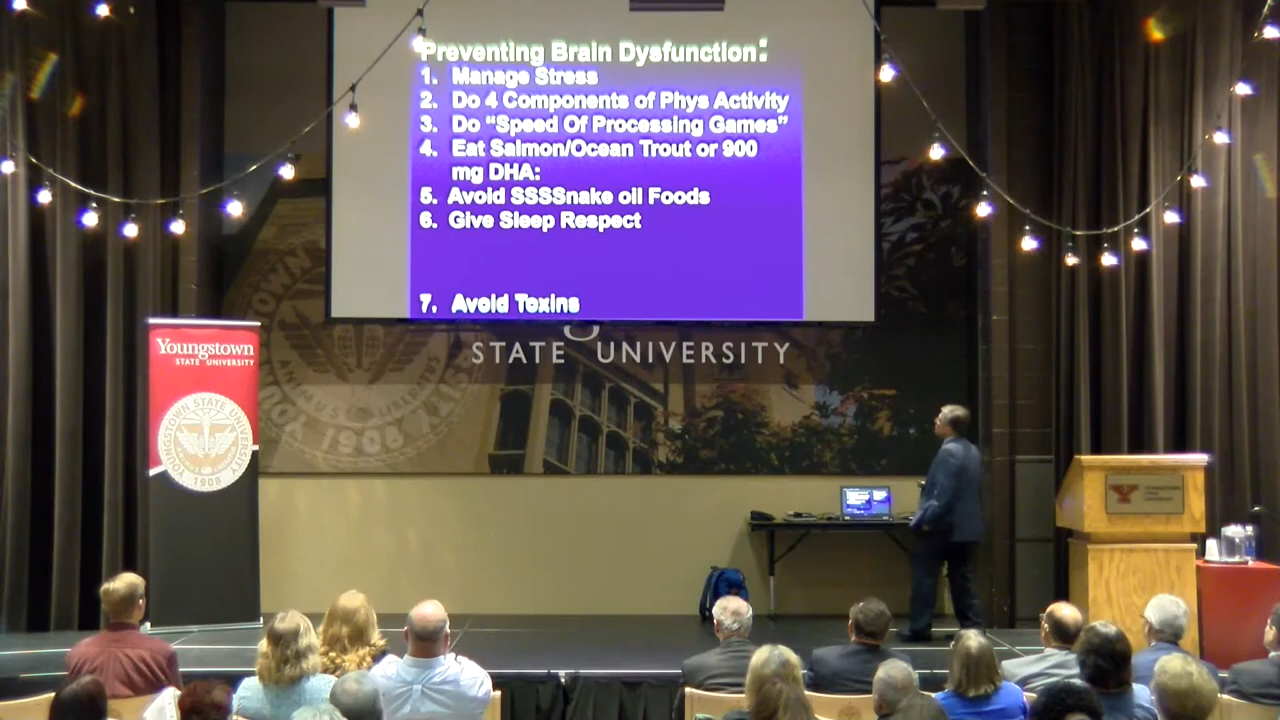 Preventing Brain Dysfunction:
1. Manage Stress
2. Do 4 Components of Phys Activity
3. Do “Speed Of Processing Games”
4. Eat Salmon/Ocean Trout or 900
mg DHA:
5. Avoid SSSSnake oil Foods
6. Give Sleep Respect
7. Avoid Toxins
STATE UNIVERSITY
Youngstown
STATE UNIVERSITY
YOUNGSTOWN STATE UNIVERSITY
1908
1908